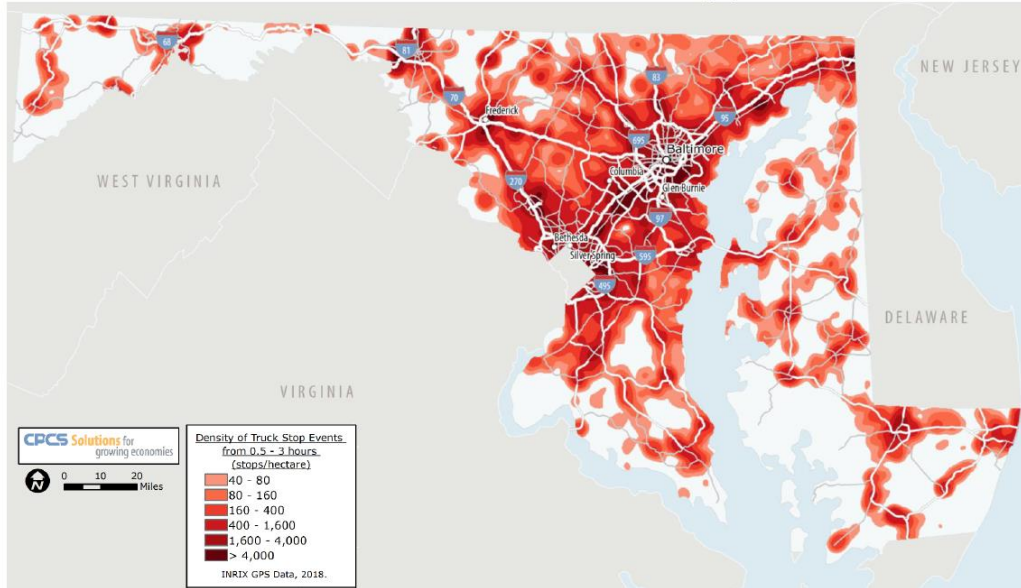 68
81
70
83
NEW JERSEY
95
Frederick
695
Baltimore
WEST VIRGINIA
Columbia
270
Glen Burnie
97
Bethesda
Silver Spring
595
495
DELAWARE
VIRGINIA
CPCS Solutions for
growing economies
N
0 10 20
Miles
Density of Truck Stop Events
from 0.5 - 3 hours
(stops/hectare)
40 - 80
80 - 160
160 - 400
400 - 1,600
1,600 - 4,000
> 4,000
INRIX GPS Data, 2018.